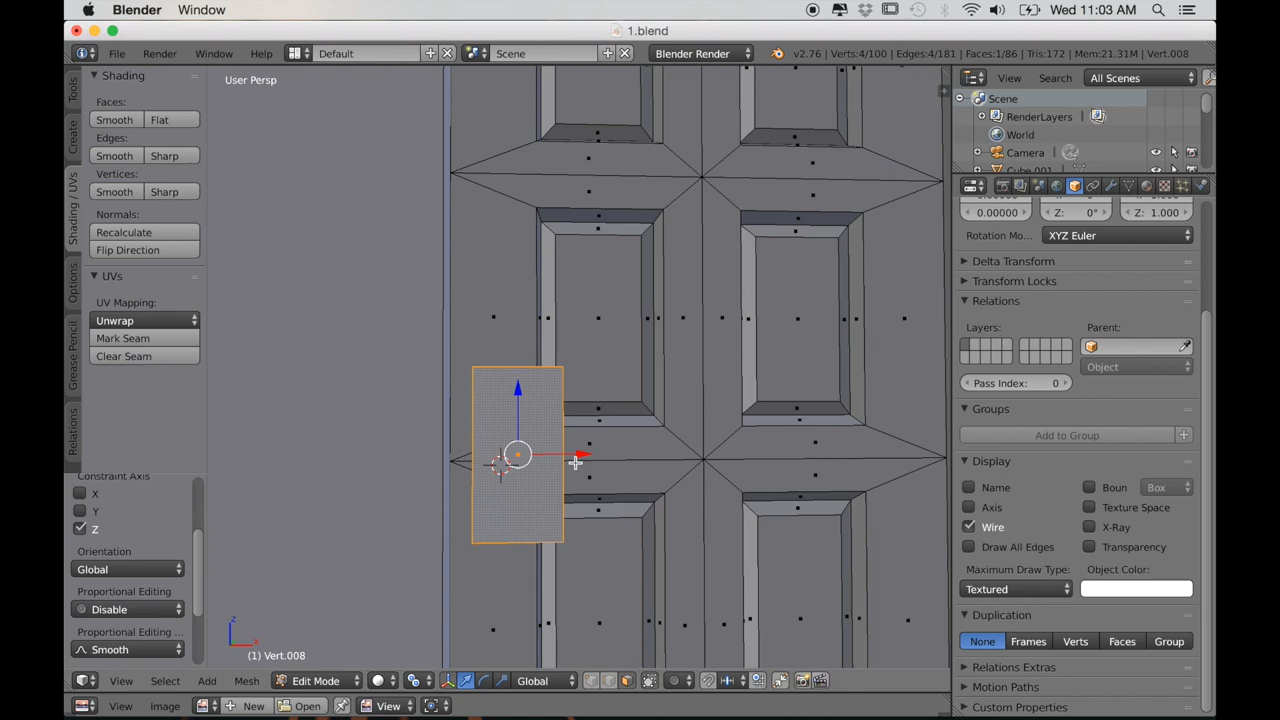 Blender Window Wed 11:03 AM
1.blend
File Render Window Help Default Scene Blender Render v2.76 | Verts:4/100 | Edges:4/181 | Faces:1/86 | Tris:172 | Mem:21.31M | Vert.008
View Search All Scenes
Scene
RenderLayers
World
Camera
Cube.001
Tools
Create
Shading / UVs
Options
Grease Pencil
Relations
Shading
Faces:
Smooth Flat
Edges:
Smooth Sharp
Vertices:
Smooth Sharp
Normals:
Recalculate
Flip Direction
UVs
UV Mapping:
Unwrap
Mark Seam
Clear Seam
Constraint Axis
X
Y
Z
Orientation
Global
Proportional Editing
Disable
Proportional Editing ...
Smooth
User Persp
z
x
(1) Vert.008
View Select Add Mesh Edit Mode Global
View Image New Open View
0.00000 Z: 0° Z: 1.000
Rotation Mo... XYZ Euler
Delta Transform
Transform Locks
Relations
Layers: Parent:
Object
Pass Index: 0
Groups
Add to Group
Display
Name Boun Box
Axis Texture Space
Wire X-Ray
Draw All Edges Transparency
Maximum Draw Type: Object Color:
Textured
Duplication
None Frames Verts Faces Group
Relations Extras
Motion Paths
Custom Properties